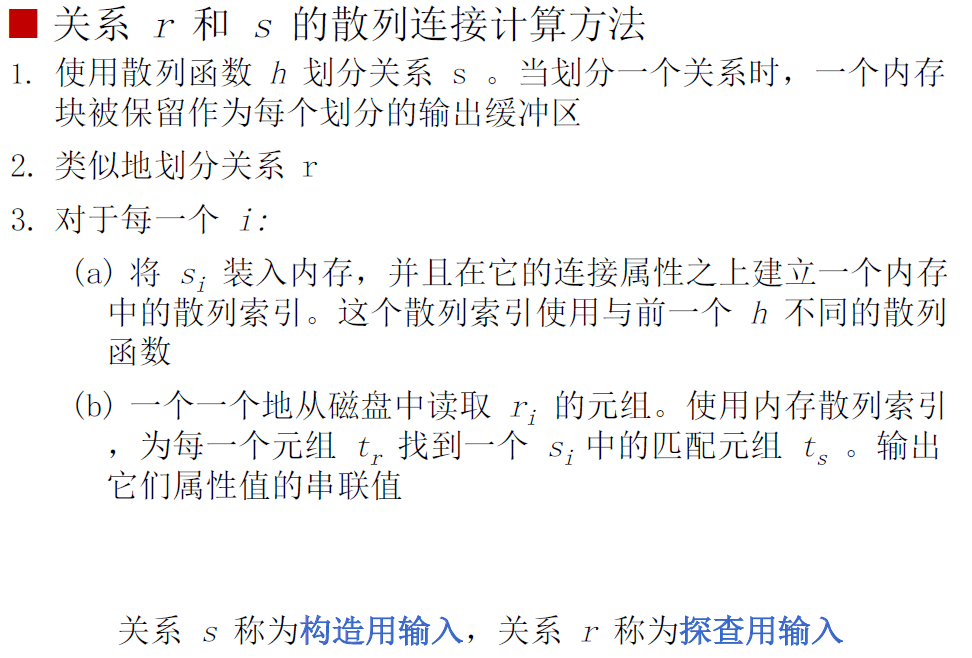 关系 r 和 s 的散列连接计算方法
1. 使用散列函数 h 划分关系 s 。当划分一个关系时，一个内存
块被保留作为每个划分的输出缓冲区
2. 类似地划分关系 r
3. 对于每一个 i:
(a) 将 si 装入内存，并且在它的连接属性之上建立一个内存
中的散列索引。这个散列索引使用与前一个 h 不同的散列
函数
(b) 一个一个地从磁盘中读取 ri 的元组。使用内存散列索引
，为每一个元组 tr 找到一个 si 中的匹配元组 ts 。输出
它们属性值的串联值
关系 s 称为构造用输入，关系 r 称为探查用输入